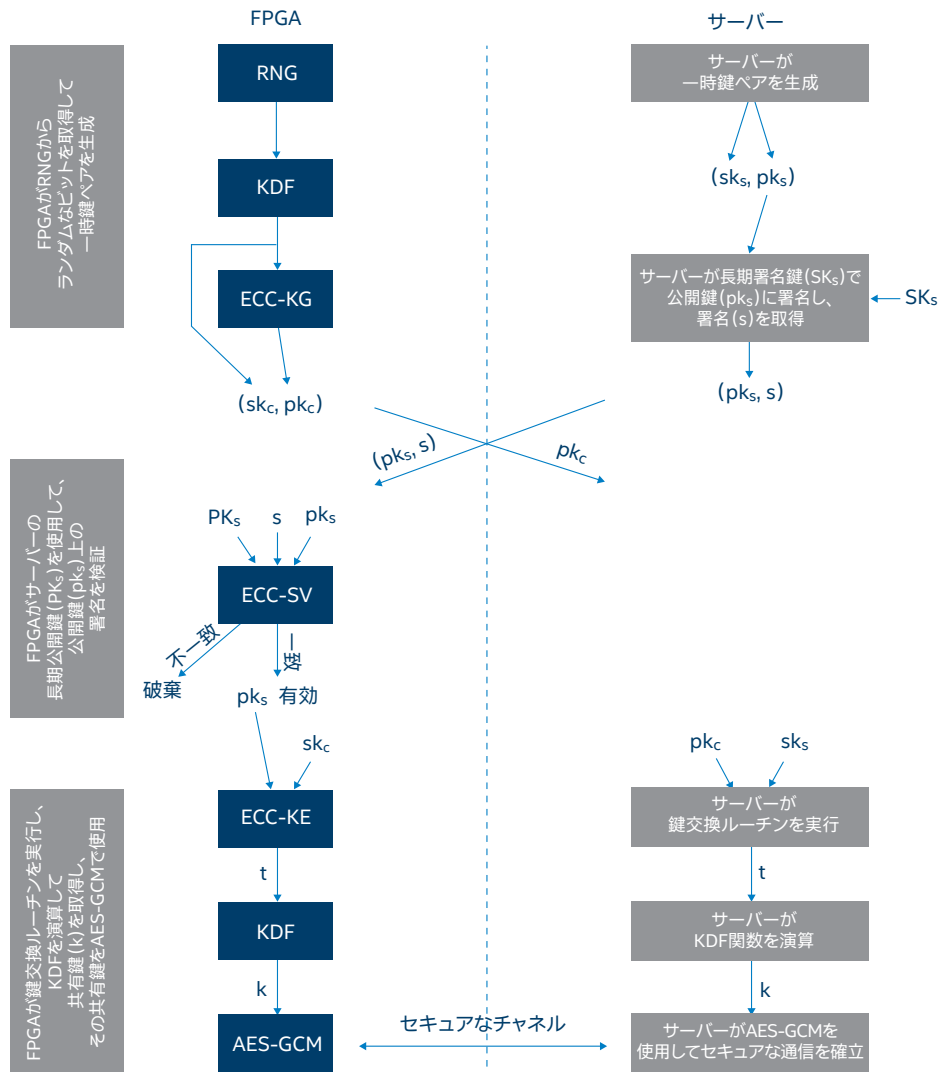 FPGA
サーバー
FPGAがRNGから
ランダムなビットを取得して
一時鍵ペアを生成
RNG
KDF
ECC-KG
(skc, pkc)
サーバーが
一時鍵ペアを生成
(sks, pks)
サーバーが長期署名鍵(SKs)で
公開鍵(pks)に署名し、
署名(s)を取得
SKs
(pks, s)
(pks, s)
pkc
FPGAがサーバーの
長期公開鍵(PKs)を使用して、
公開鍵(pks)上の
署名を検証
PKs
s
pks
ECC-SV
不一致
一致
破棄
pks 有効
skc
FPGAが鍵交換ルーチンを実行し、
KDFを演算して
共有鍵(k)を取得し、
その共有鍵をAES-GCMで使用
ECC-KE
t
KDF
k
AES-GCM
セキュアなチャネル
pkc
sks
サーバーが
鍵交換ルーチンを実行
t
サーバーが
KDF関数を演算
k
サーバーがAES-GCMを
使用してセキュアな通信を確立